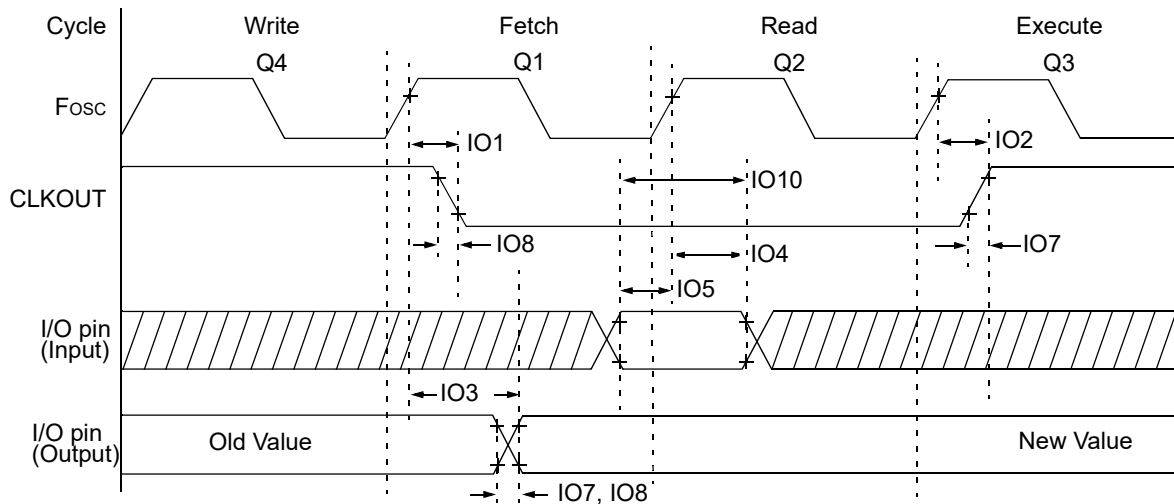 Cycle Write Fetch Read Execute
Q4 Q1 Q2 Q3
Fosc
IO1 IO2
CLKOUT IO10
IO8 IO4 IO7
IO5
I/O pin
(Input)
IO3
I/O pin
(Output) Old Value New Value
IO7, IO8